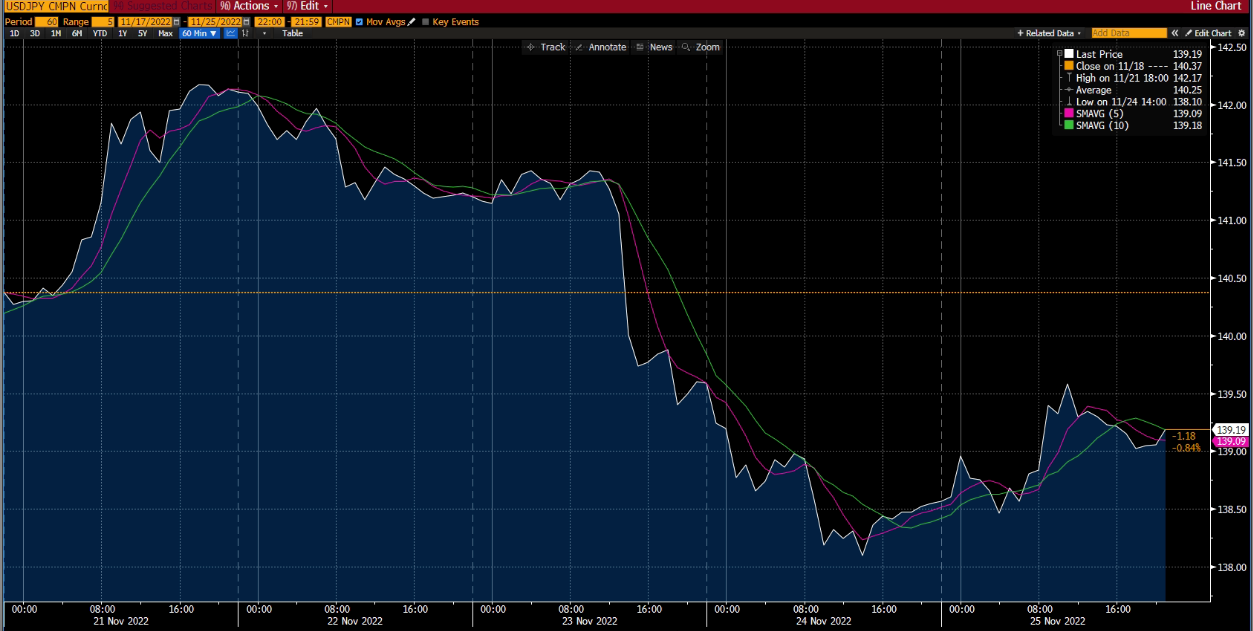 USDJPY CMPN Curnc 94) Suggested Charts 96) Actions 97) Edit Line Chart
Period 60 Range 5 11/17/2022 - 11/25/2022 22:00 - 21:59 CMPN Mov Avgs Key Events
1D 3D 1M 6M YTD 1Y 5Y Max 60 Min Table + Related Data Add Data Edit Chart
Track Annotate News Zoom
Last Price 139.19
Close on 11/18 ---- 140.37
High on 11/21 18:00 142.17
Average 140.25
Low on 11/24 14:00 138.10
SMAVG (5) 139.09
SMAVG (10) 139.18
142.50
142.00
141.50
141.00
140.50
140.00
139.50
139.19
139.09
139.00
138.50
138.00
-1.18
-0.84%
00:00 08:00 16:00 00:00 08:00 16:00 00:00 08:00 16:00 00:00 08:00 16:00 00:00 08:00 16:00
21 Nov 2022 22 Nov 2022 23 Nov 2022 24 Nov 2022 25 Nov 2022